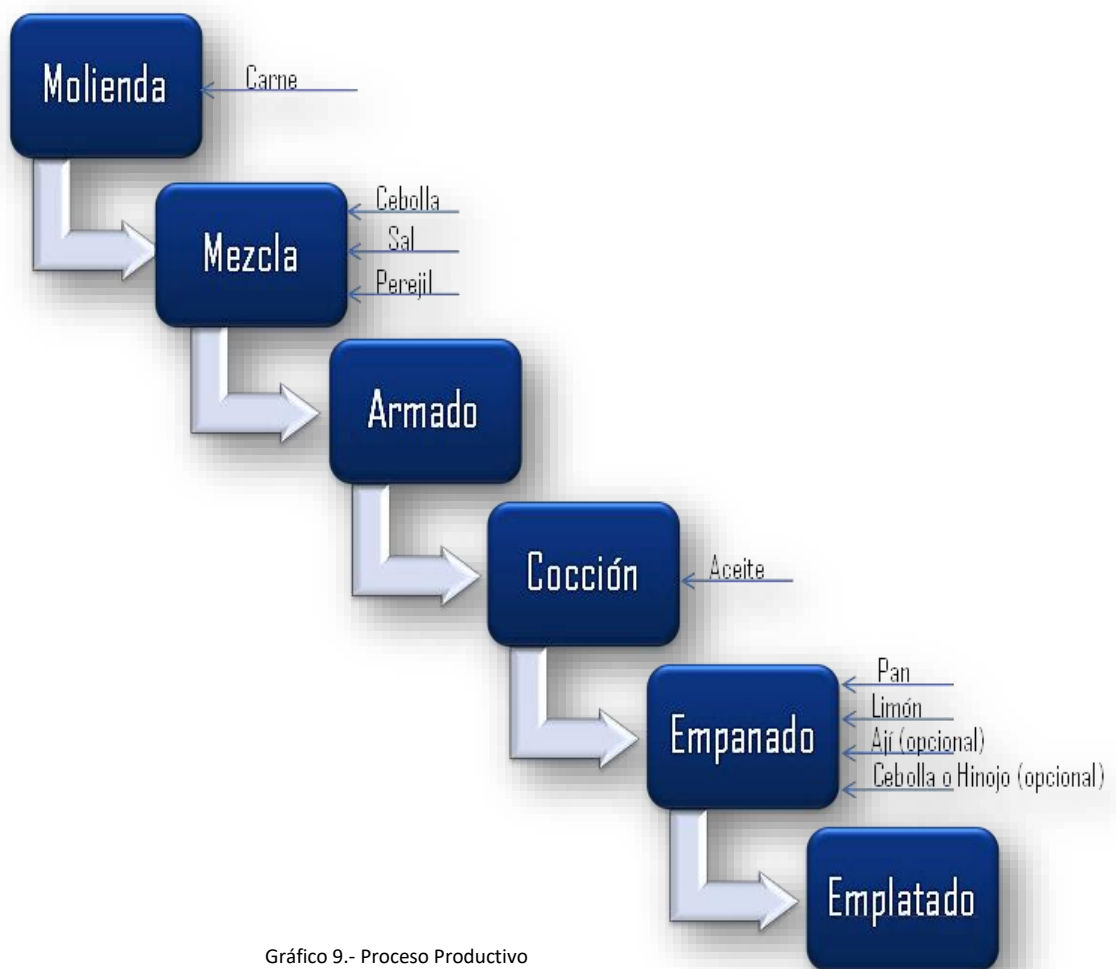 Molienda
Carne
Cebolla
Mezcla
Sal
Perejil
Armado
Cocción
Aceite
Pan
Limón
Empanado
Ají (opcional)
Cebolla o Hinojo (opcional)
Emplatado
Gráfico 9.- Proceso Productivo